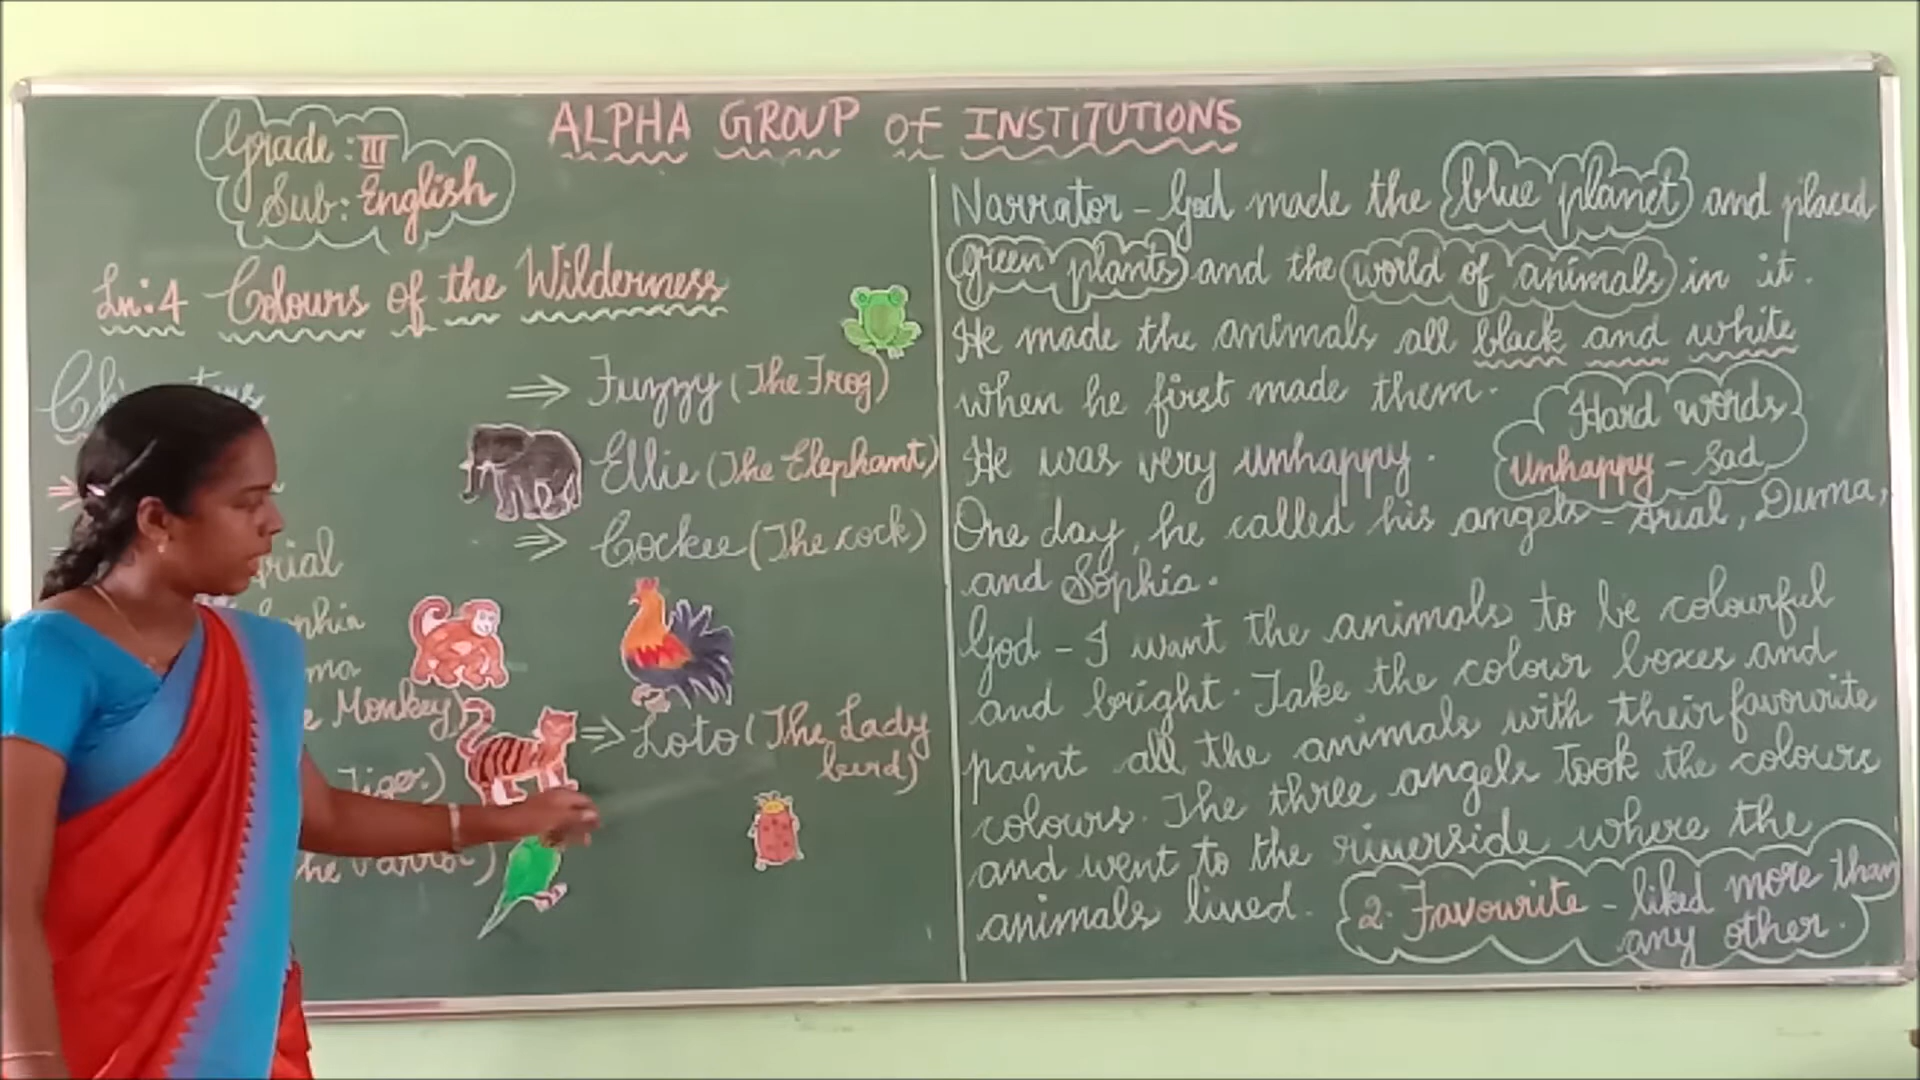 ALPHA GROUP of INSTITUTIONS
Grade : III
Sub : English
Ln:4 Colours of the Wilderness
⇒ Fuzzy (The Frog)
Ellie (The Elephant)
⇒ Cockee (The cock)
Monkey)
Tiger)
⇒ Loto (The Lady
bird)
Narrator - God made the blue planet and placed
green plants and the world of animals in it.
He made the animals all black and white
when he first made them.
Hard words
He was very unhappy.
Unhappy - Sad
One day, he called his angels - Arial, Duma,
and Sophia.
God - I want the animals to be colourful
and bright. Take the colour boxes and
paint all the animals with their favourite
colours. The three angels took the colours
and went to the riverside where the
animals lived.
2. Favourite - liked more than
any other.